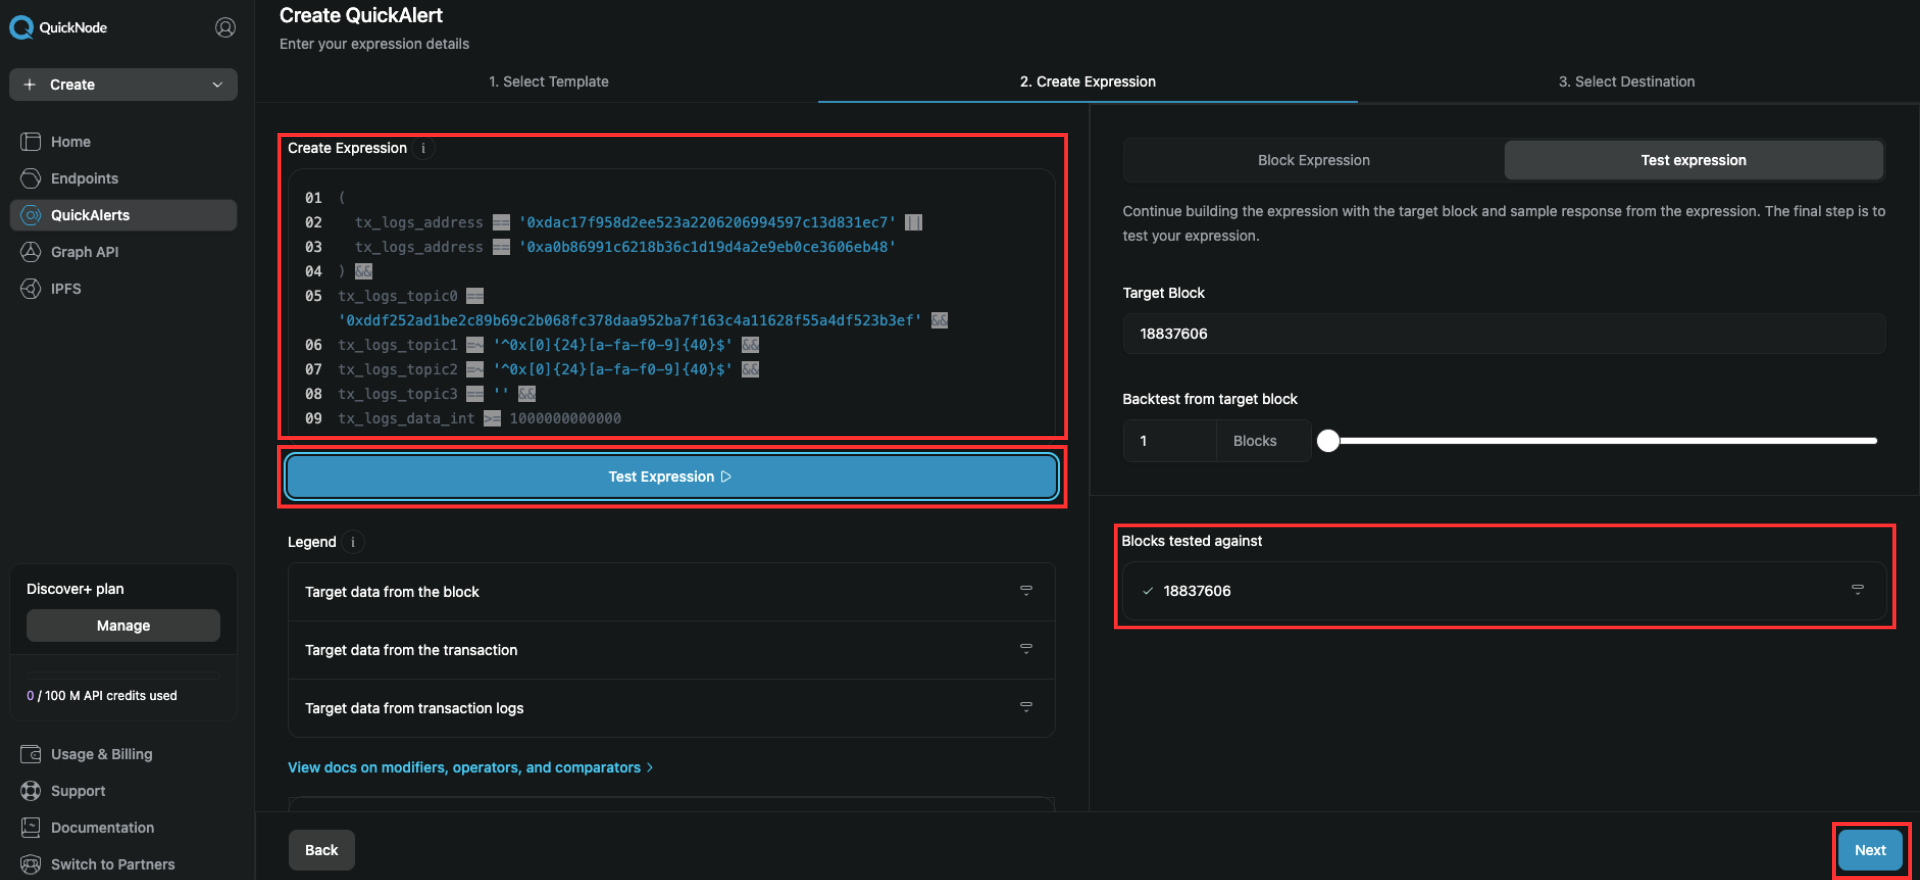 QuickNode
Create
Home
Endpoints
QuickAlerts
Graph API
IPFS
Discover+ plan
Manage
0 / 100 M API credits used
Usage & Billing
Support
Documentation
Switch to Partners
Create QuickAlert
Enter your expression details
1. Select Template
2. Create Expression
3. Select Destination
Create Expression i
01 (
02 tx_logs_address == '0xdac17f958d2ee523a2206206994597c13d831ec7' ||
03 tx_logs_address == '0xa0b86991c6218b36c1d19d4a2e9eb0ce3606eb48'
04 ) &&
05 tx_logs_topic0 ==
'0xddf252ad1be2c89b69c2b068fc378daa952ba7f163c4a11628f55a4df523b3ef' &&
06 tx_logs_topic1 =~ '^0x[0]{24}[a-fa-f0-9]{40}$' &&
07 tx_logs_topic2 =~ '^0x[0]{24}[a-fa-f0-9]{40}$' &&
08 tx_logs_topic3 == '' &&
09 tx_logs_data_int >= 1000000000000
Test Expression
Legend i
Target data from the block
Target data from the transaction
Target data from transaction logs
View docs on modifiers, operators, and comparators >
Back
Block Expression
Test expression
Continue building the expression with the target block and sample response from the expression. The final step is to
test your expression.
Target Block
18837606
Backtest from target block
1 Blocks
Blocks tested against
18837606
Next